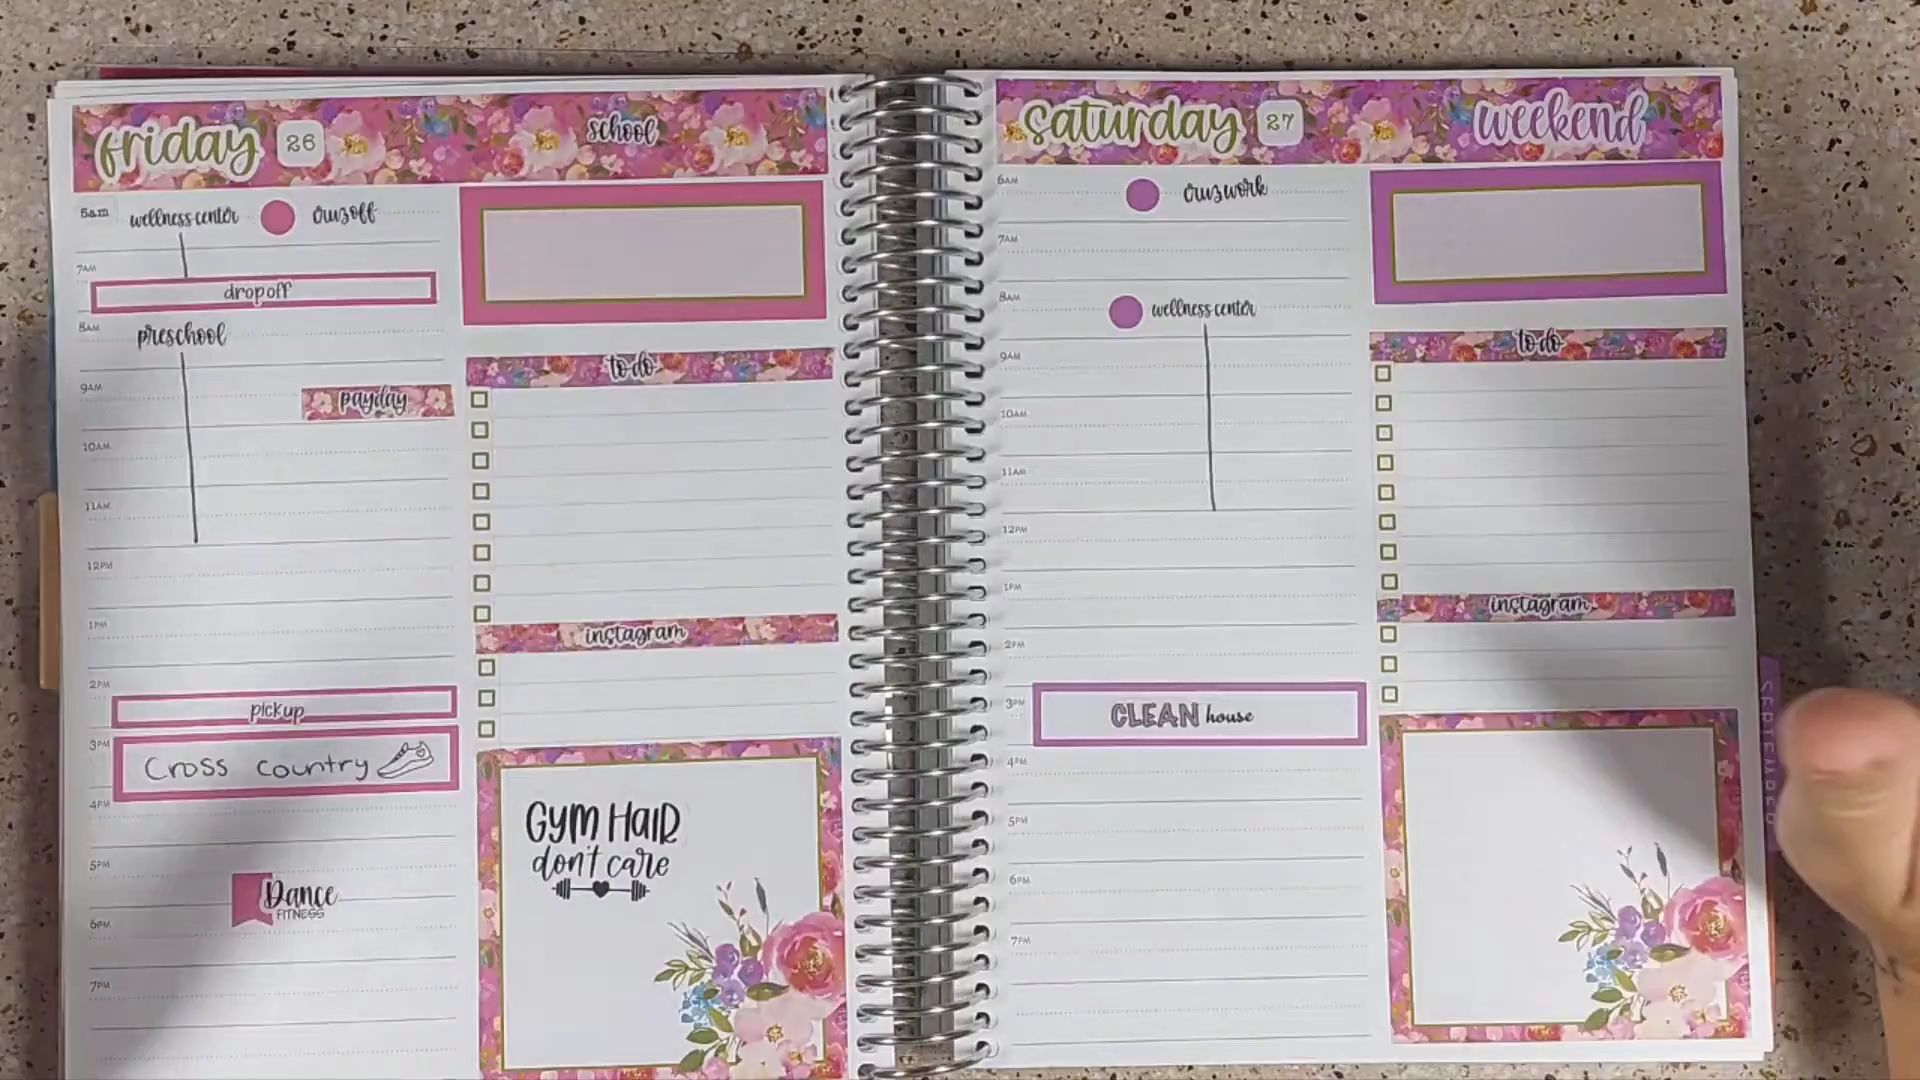 friday 26 school
5am wellness center cruz off
7AM
drop off
8AM preschool
9AM payday
10AM
11AM
12PM
1PM
2PM
pickup
3PM Cross Country
4PM
5PM
Dance
FITNESS
6PM
7PM
to do
instagram
GYM HAIR
don't care
saturday 27 weekend
6AM cruz work
7AM
8AM wellness center
9AM
10AM
11AM
12PM
1PM
2PM
3PM CLEAN house
4PM
5PM
6PM
7PM
to do
instagram
SEPTEMBER